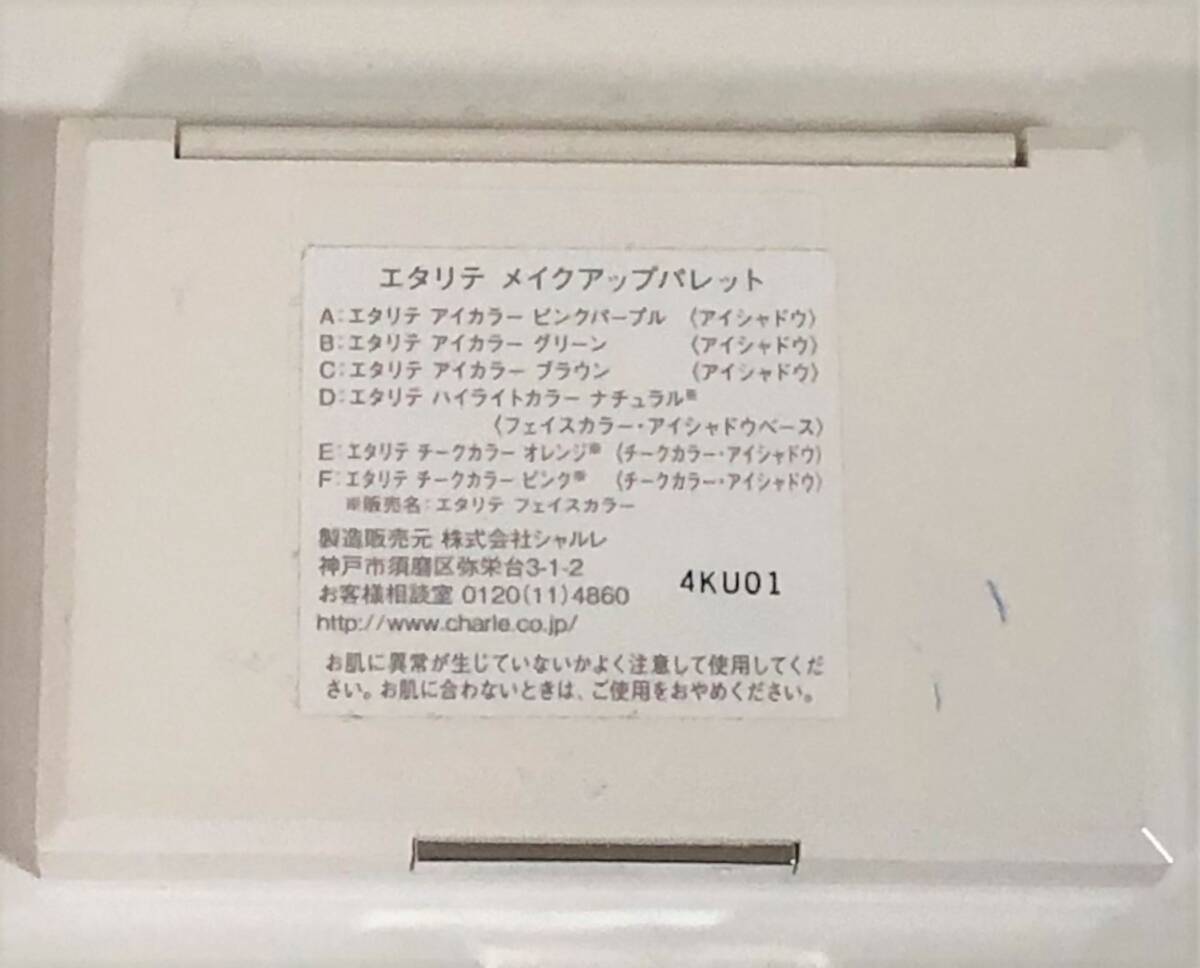 エタリテ メイクアップパレット
A:エタリテ アイカラー ピンクパープル 〈アイシャドウ〉
B:エタリテ アイカラー グリーン 〈アイシャドウ〉
C:エタリテ アイカラー ブラウン 〈アイシャドウ〉
D:エタリテ ハイライトカラー ナチュラル※
〈フェイスカラー・アイシャドウベース〉
E:エタリテ チークカラー オレンジ※ 〈チークカラー・アイシャドウ〉
F:エタリテ チークカラー ピンク※ 〈チークカラー・アイシャドウ〉
※販売名:エタリテ フェイスカラー
製造販売元 株式会社シャルレ
神戸市須磨区弥栄台3-1-2
お客様相談室 0120(11)4860
4KU01
http://www.charle.co.jp/
お肌に異常が生じていないかよく注意して使用してくだ
さい。お肌に合わないときは、ご使用をおやめください。